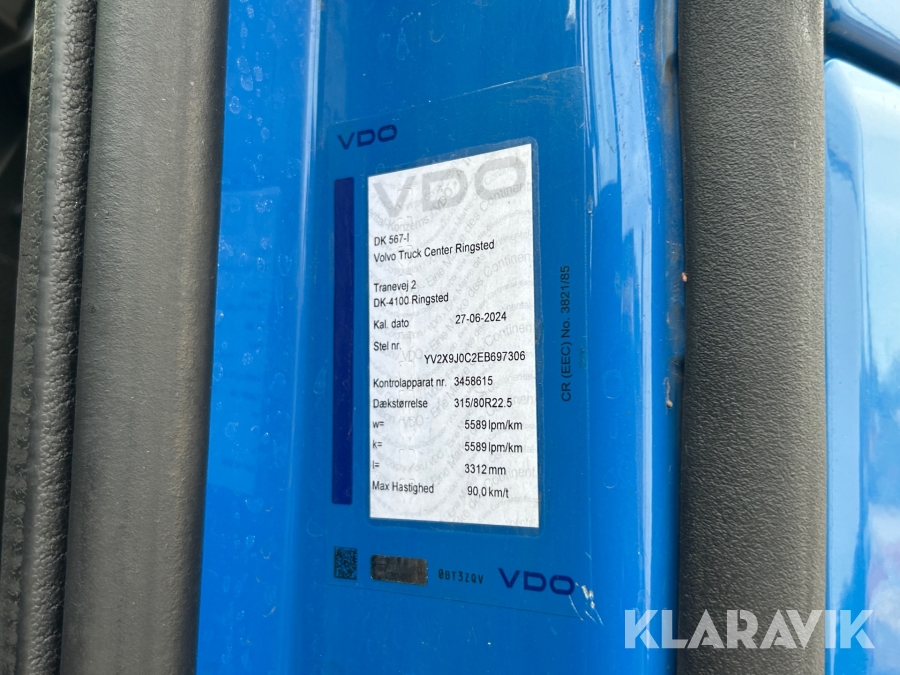 VDO
VDO
DK 567-I
Volvo Truck Center Ringsted
Tranevej 2
DK-4100 Ringsted
Kal. dato 27-06-2024
Stel nr.
YV2X9J0C2EB697306
Kontrolapparat nr. 3458615
Dækstørrelse 315/80R22.5
w= 5589 Ipm/km
k= 5589 Ipm/km
l= 3312 mm
Max Hastighed 90,0 km/t
CR (EEC) No. 3821/85
0813ZQV VDO
KLARAVIK